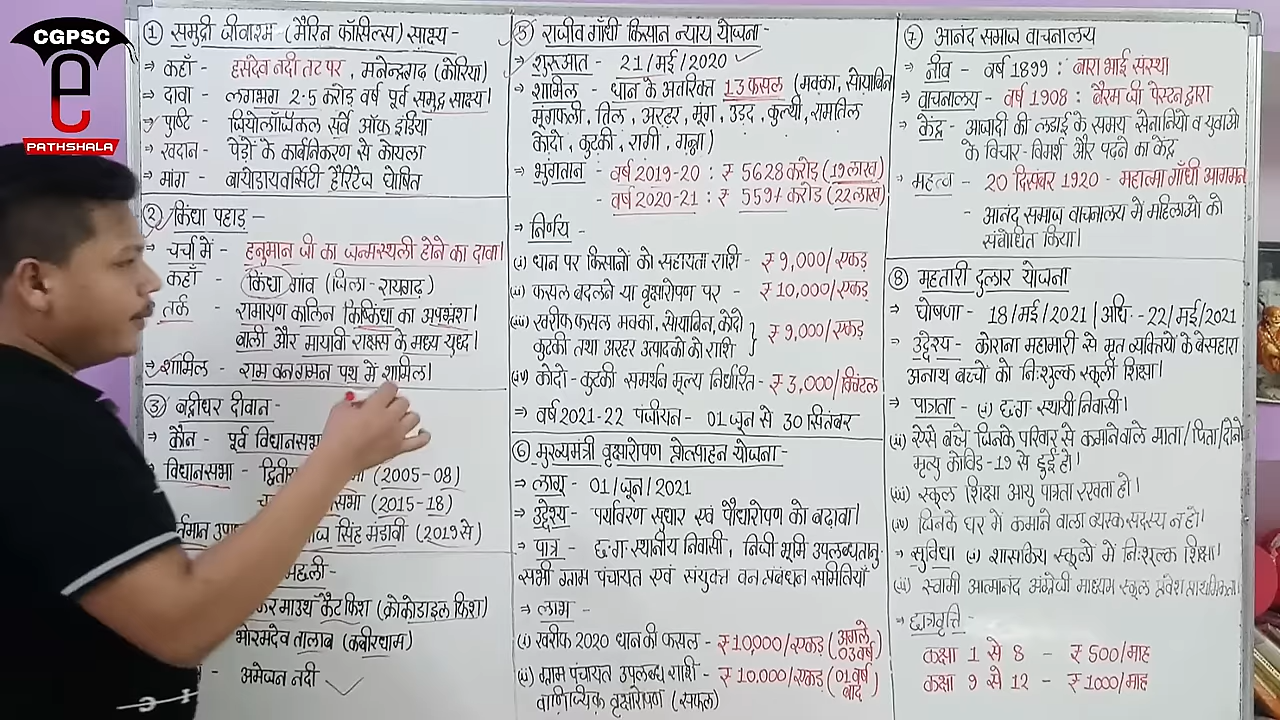 CGPSC
e
PATHSHALA
① समुद्री जीवाश्म (मैरिन फॉसिल्स) साक्ष्य -
⇒ कहाँ - हसदेव नदी तट पर, मनेन्द्रगढ़ (कोरिया)
⇒ दावा - लगभग 2.5 करोड़ वर्ष पूर्व समुद्र साक्ष्य।
⇒ पुष्टि - जियोलॉजिकल सर्वे ऑफ इंडिया
⇒ खदान - पेड़ों के कार्बनिकरण से कोयला
⇒ मांग - बायोडायवर्सिटी हैरिटेज घोषित
② किंधा पहाड़ -
⇒ चर्चा में - हनुमान जी का जन्मस्थली होने का दावा।
⇒ कहाँ - किंधा गांव (जिला - रायगढ़)
⇒ तर्क - रामायण कालिन किष्किंधा का अपभ्रंश।
वाली और मायावी राक्षस के मध्य युध्द।
⇒ शामिल - राम वन गमन पथ में शामिल।
③ बद्रीधर दीवान -
⇒ कौन - पूर्व विधानसभा
⇒ विधानसभा - द्वितीय (2005-08)
सभा (2015-18)
सिंह मंडावी (2019 से)
मछली -
माउथ कैट फिश (क्रोकोडाइल फिश)
भोरमदेव तालाब (कबीरधाम)
अमेजन नदी
⑤ राजीव गाँधी किसान न्याय योजना -
⇒ शुरुआत - 21/मई/2020
⇒ शामिल - धान के अतिरिक्त 13 फसल (मक्का, सोयाबिन
मूंगफली, तिल, अरहर, मूंग, उड़द, कुल्थी, रामतिल
कोदो, कुटकी, रागी, गन्ना)
⇒ भुगतान - वर्ष 2019-20 : ₹ 5628 करोड़ (19 लाख)
- वर्ष 2020-21 : ₹ 5597 करोड़ (22 लाख)
⇒ निर्णय -
(i) धान पर किसानों को सहायता राशि - ₹ 9,000/एकड़
(ii) फसल बदलने या वृक्षारोपण पर - ₹ 10,000/एकड़
(iii) खरीफ फसल मक्का, सोयाबिन, कोदो
कुटकी तथा अरहर उत्पादको को राशि } ₹ 9,000/एकड़
(iv) कोदो-कुटकी समर्थन मूल्य निर्धारित - ₹ 3,000/क्विंटल
⇒ वर्ष 2021-22 पंजीयन - 01 जून से 30 सितंबर
⑥ मुख्यमंत्री वृक्षारोपण प्रोत्साहन योजना -
⇒ लागू - 01/जून/2021
⇒ उद्देश्य - पर्यावरण सुधार एवं पौधारोपण को बढावा।
⇒ पात्र - छ.ग. स्थानीय निवासी, निजी भूमि उपलब्धतानु.
सभी ग्राम पंचायत एवं संयुक्त वन प्रबंधन समितियाँ
⇒ लाभ -
(i) खरीफ 2020 धान की फसल - ₹ 10,000/एकड़ (अगले 03 वर्ष)
(ii) ग्राम पंचायत उपलब्ध राशि - ₹ 10,000/एकड़ (01 वर्ष बाद)
वाणिज्यिक वृक्षारोपण (सफल)
⑦ आनंद समाज वाचनालय
⇒ नींव - वर्ष 1899 : बारा भाई संस्था
⇒ वाचनालय - वर्ष 1908 : बैरम जी पेस्टन द्वारा
⇒ केंद्र - आजादी की लडाई के समय सेनानियों व युवाओ
के विचार-विमर्श और पढने का केंद्र
⇒ महत्व - 20 दिसंबर 1920 - महात्मा गाँधी आगमन
- आनंद समाज वाचनालय में महिलाओं को
संबोधित किया।
⑧ महतारी दुलार योजना
⇒ घोषणा - 18/मई/2021 | अधि. - 22/मई/2021
⇒ उद्देश्य - कोराना महामारी से मृत व्यक्तियो के बेसहारा
अनाथ बच्चों को निःशुल्क स्कूली शिक्षा।
⇒ पात्रता - (i) छ.ग. स्थायी निवासी।
(ii) ऐसे बच्चे जिनके परिवार से कमाने वाले माता/पिता/दोनों
मृत्यु कोविड-19 से हुई हो।
(iii) स्कूल शिक्षा आयु पात्रता रखता हो।
(iv) जिनके घर में कमाने वाला व्यस्क सदस्य न हो।
⇒ सुविधा (i) शासकिय स्कूलों में निःशुल्क शिक्षा।
(ii) स्वामी आत्मानंद अंग्रेजी माध्यम स्कूल प्रवेश प्राथमिकता।
⇒ छात्रवृत्ति -
कक्षा 1 से 8 - ₹ 500/माह
कक्षा 9 से 12 - ₹ 1000/माह